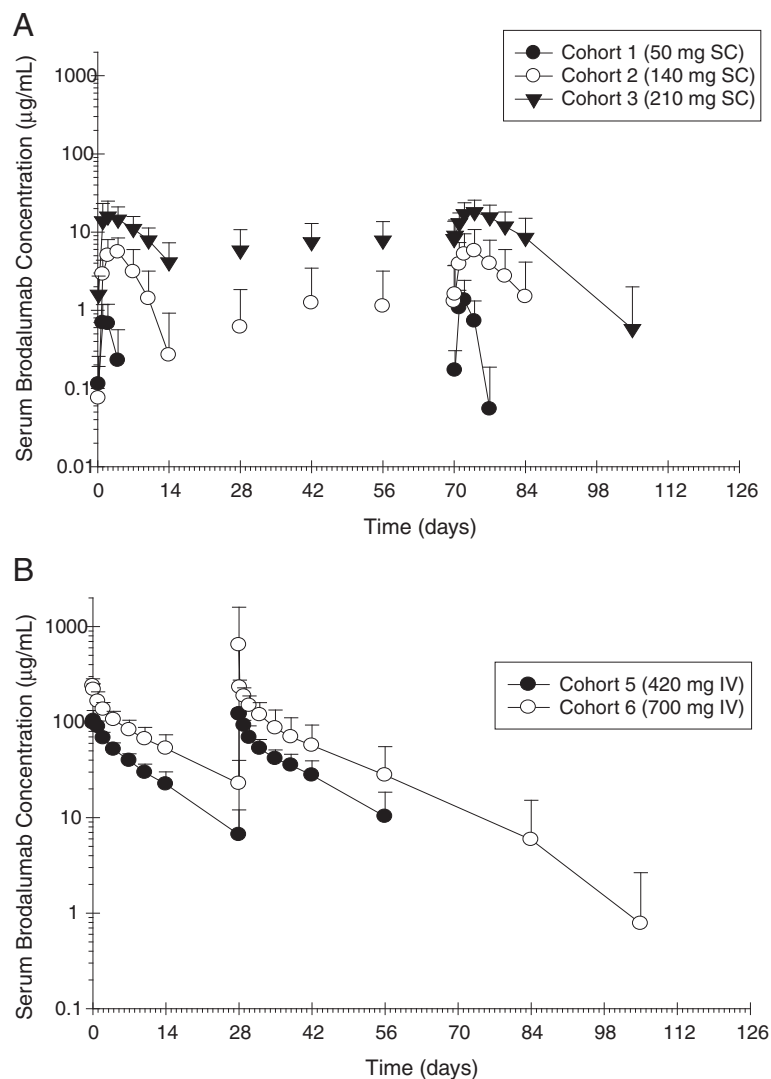 A
Serum Brodalumab Concentration (µg/mL)
1000
100
10
1
0.1
0.01
Cohort 1 (50 mg SC)
Cohort 2 (140 mg SC)
Cohort 3 (210 mg SC)
0 14 28 42 56 70 84 98 112 126
Time (days)
B
Serum Brodalumab Concentration (µg/mL)
1000
100
10
1
0.1
Cohort 5 (420 mg IV)
Cohort 6 (700 mg IV)
0 14 28 42 56 70 84 98 112 126
Time (days)